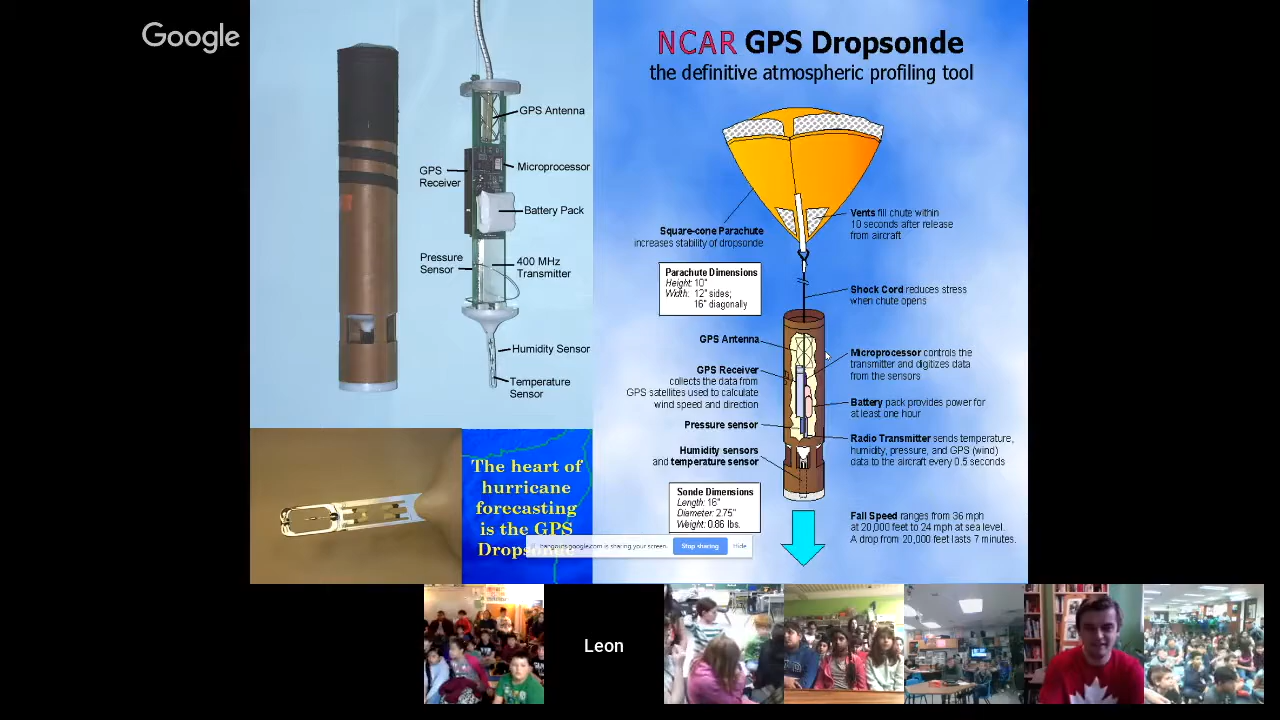 Google
GPS Antenna
GPS
Receiver
Microprocessor
Battery Pack
Pressure
Sensor
400 MHz
Transmitter
Humidity Sensor
Temperature
Sensor
The heart of
hurricane
forecasting
is the GPS
NCAR GPS Dropsonde
the definitive atmospheric profiling tool
Square-cone Parachute
increases stability of dropsonde
Vents fill chute within
10 seconds after release
from aircraft
Parachute Dimensions
Height: 10"
Width: 12" sides;
16" diagonally
Shock Cord reduces stress
when chute opens
GPS Antenna
GPS Receiver
collects the data from
GPS satellites used to calculate
wind speed and direction
Microprocessor controls the
transmitter and digitizes data
from the sensors
Battery pack provides power for
at least one hour
Pressure sensor
Radio Transmitter sends temperature,
humidity, pressure, and GPS (wind)
data to the aircraft every 0.5 seconds
Humidity sensors
and temperature sensor
Sonde Dimensions
Length: 16"
Diameter: 2.75"
Weight: 0.86 lbs.
Fall Speed ranges from 36 mph
at 20,000 feet to 24 mph at sea level.
A drop from 20,000 feet lasts 7 minutes.
hangouts.google.com is sharing your screen.
Stop sharing
Hide
Leon